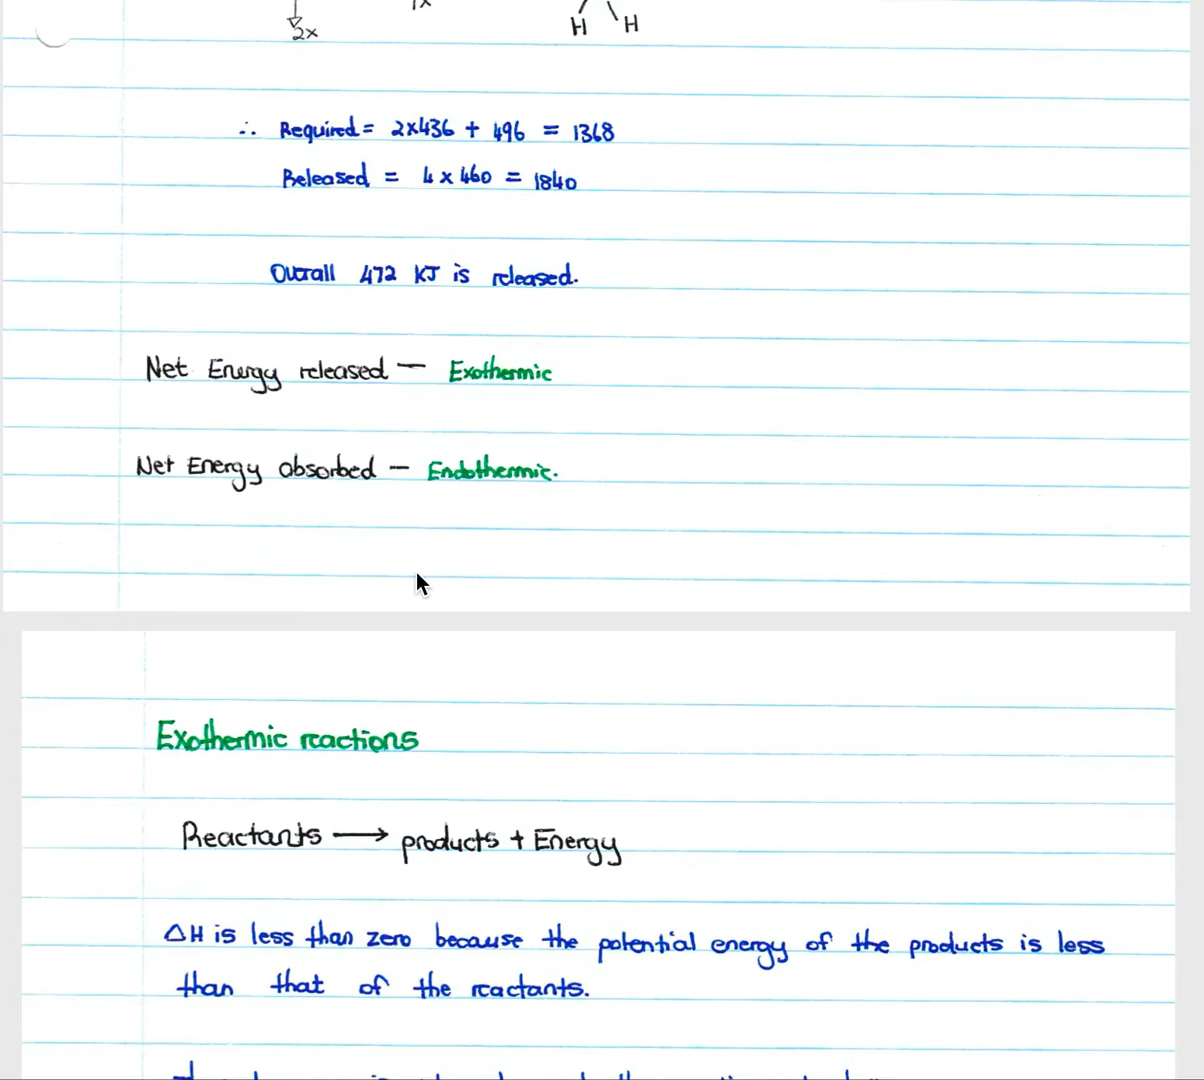 1x
2x
H H
∴ Required = 2x436 + 496 = 1368
Released = 4 x 460 = 1840
Overall 472 KJ is released.
Net Energy released — Exothermic
Net Energy absorbed — Endothermic.
Exothermic reactions
Reactants ⟶ products + Energy
ΔH is less than zero because the potential energy of the products is less
than that of the reactants.